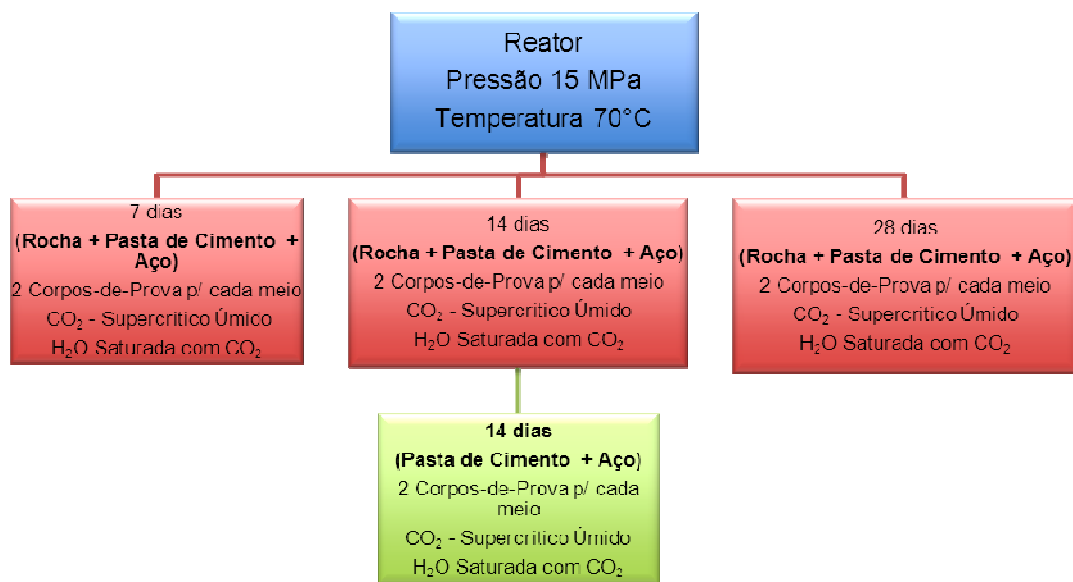 Reator
Pressão 15 MPa
Temperatura 70°C
7 dias
(Rocha + Pasta de Cimento +
Aço)
2 Corpos-de-Prova p/ cada meio
CO₂ - Supercritico Úmico
H₂O Saturada com CO₂
14 dias
(Rocha + Pasta de Cimento + Aço)
2 Corpos-de-Prova p/ cada meio
CO₂ - Supercritico Úmido
H₂O Saturada com CO₂
28 dias
(Rocha + Pasta de Cimento + Aço)
2 Corpos-de-Prova p/ cada meio
CO₂ - Supercritico Úmido
H₂O Saturada com CO₂
14 dias
(Pasta de Cimento + Aço)
2 Corpos-de-Prova p/ cada
meio
CO₂ - Supercritico Úmido
H₂O Saturada com CO₂